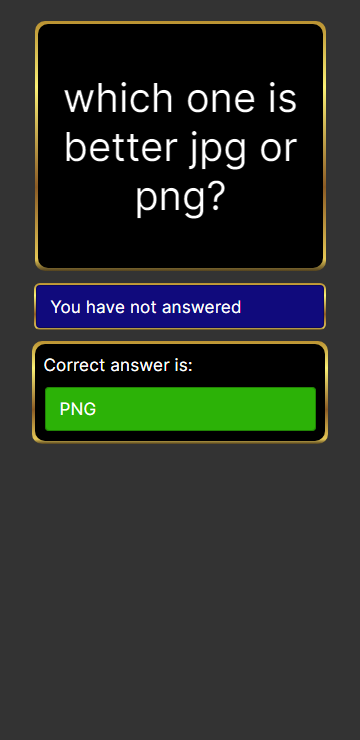 which one is
better jpg or
png?
You have not answered
Correct answer is:
PNG